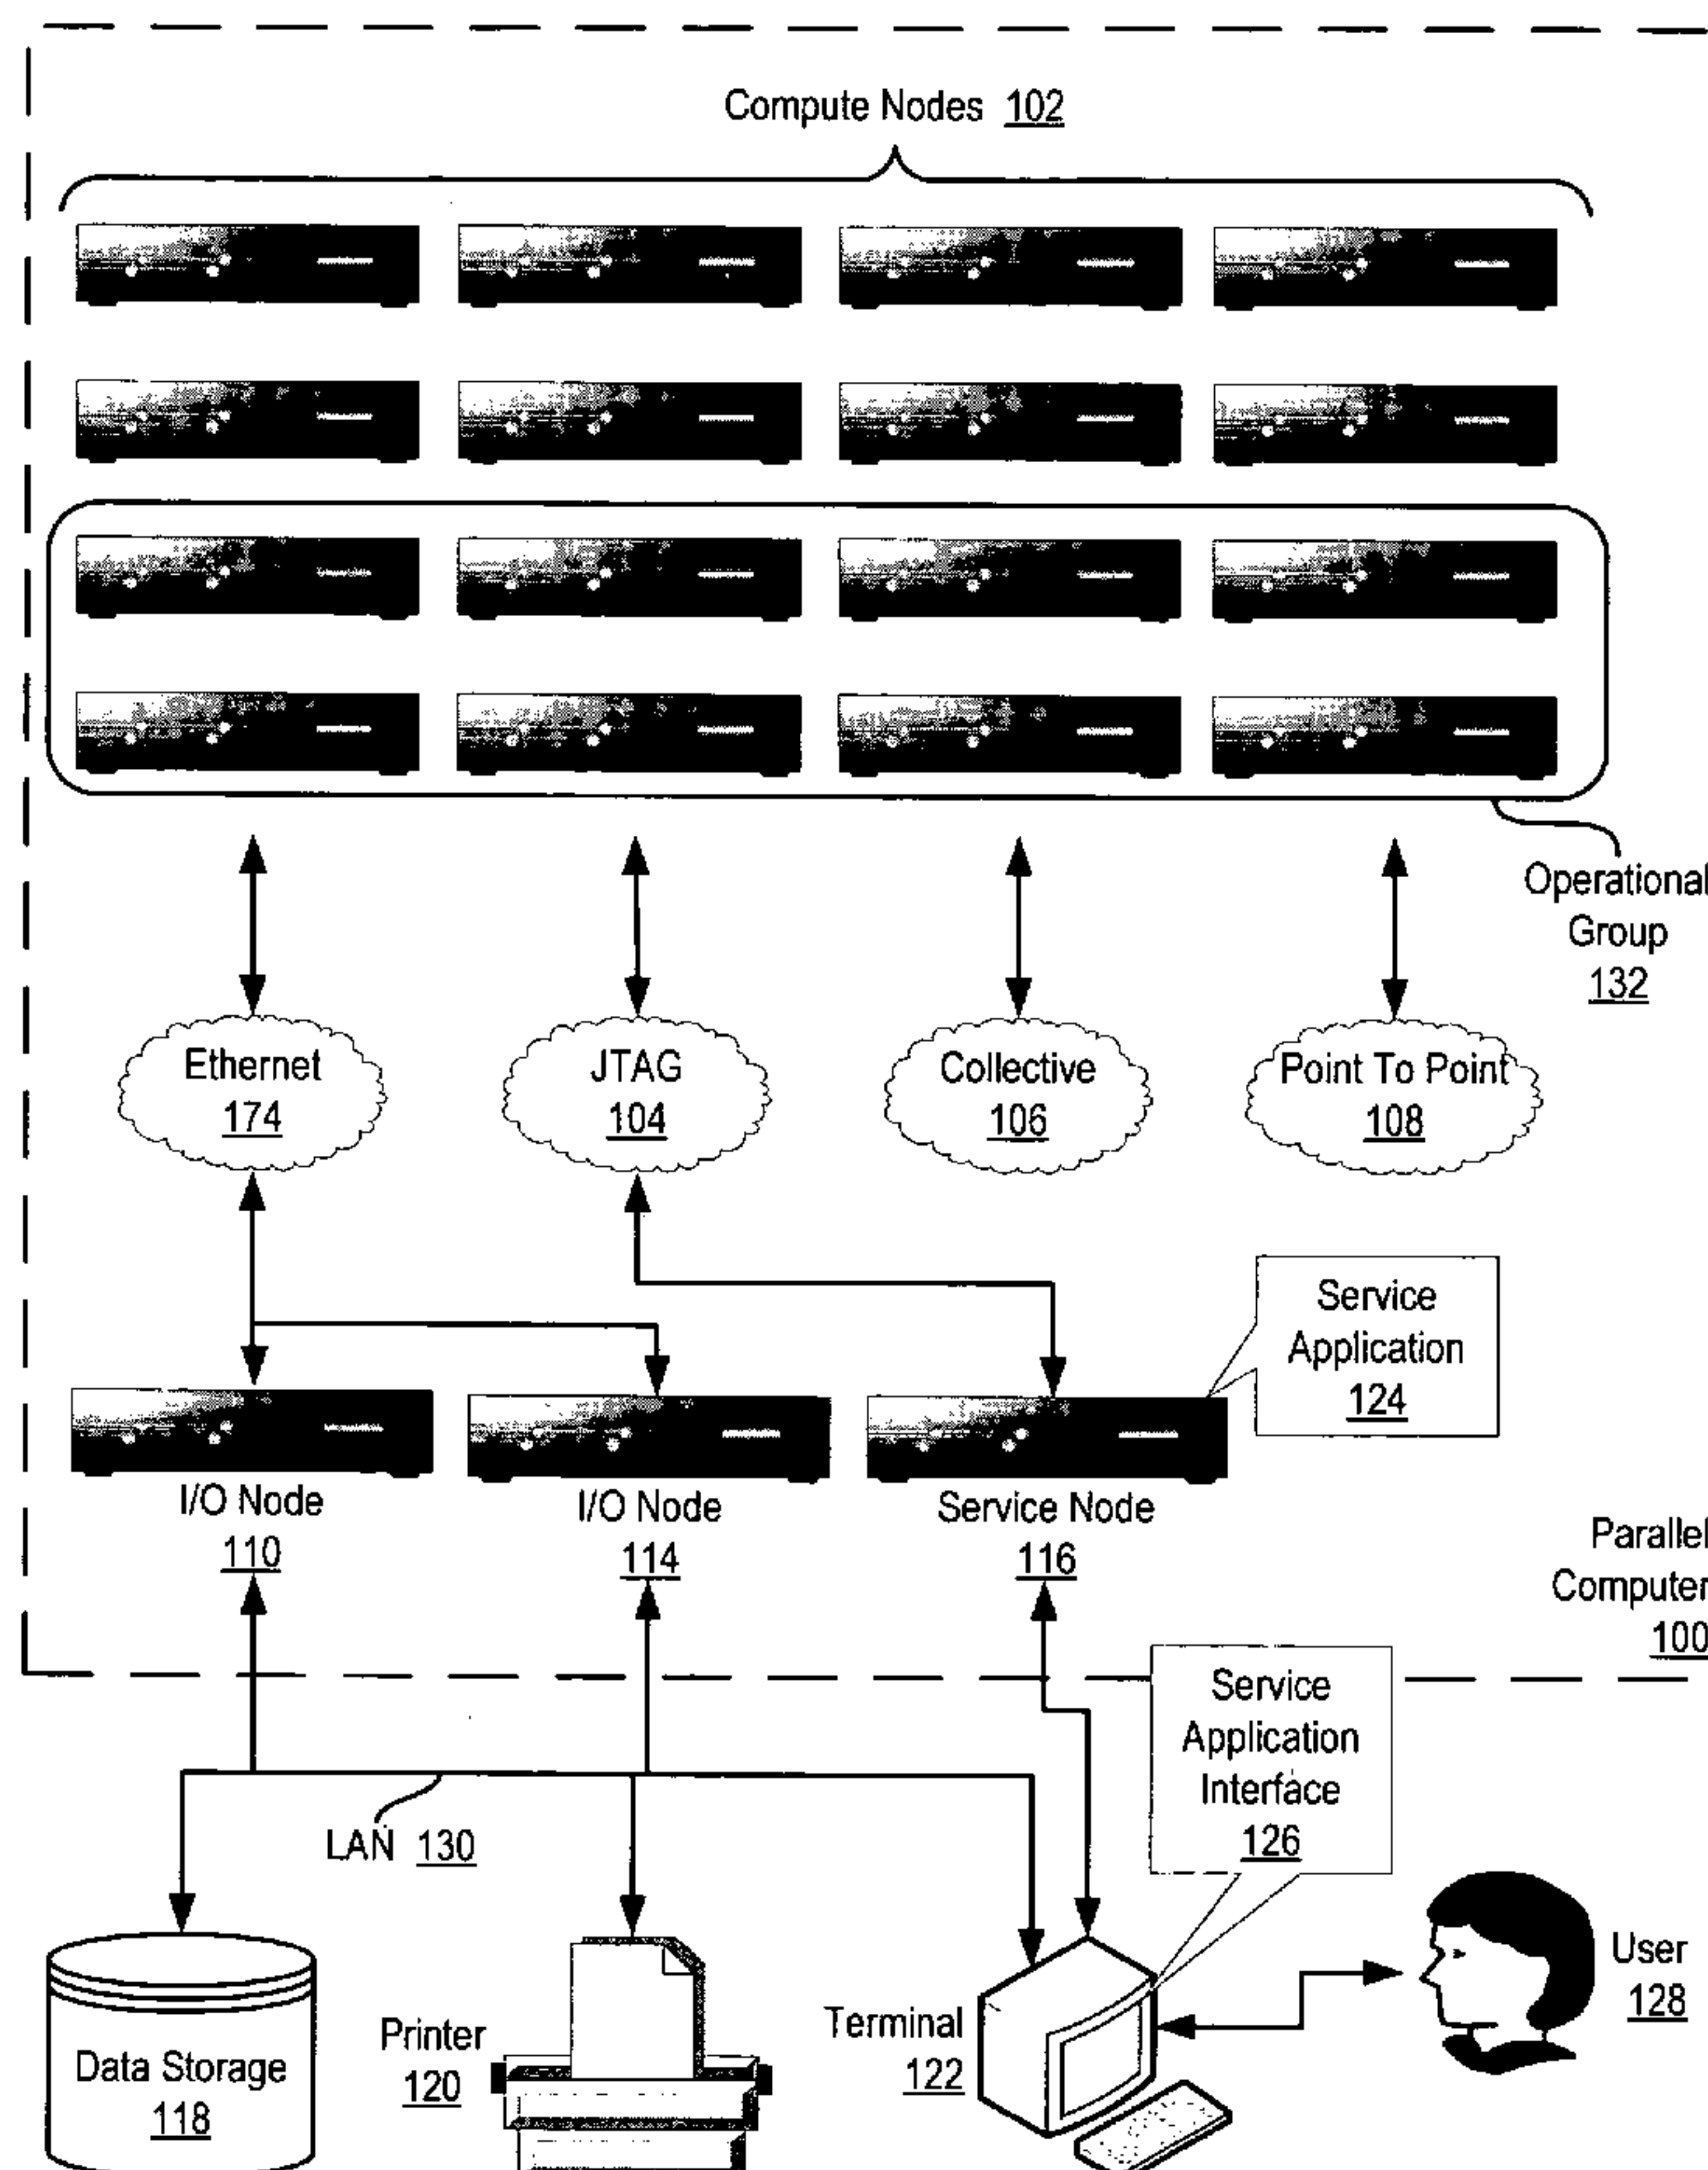 Compute Nodes 102
Operational
Group
132
Ethernet
174
JTAG
104
Collective
106
Point To Point
108
Service
Application
124
I/O Node
110
I/O Node
114
Service Node
116
Parallel
Computer
100
Service
Application
Interface
126
LAN 130
Data Storage
118
Printer
120
Terminal
122
User
128